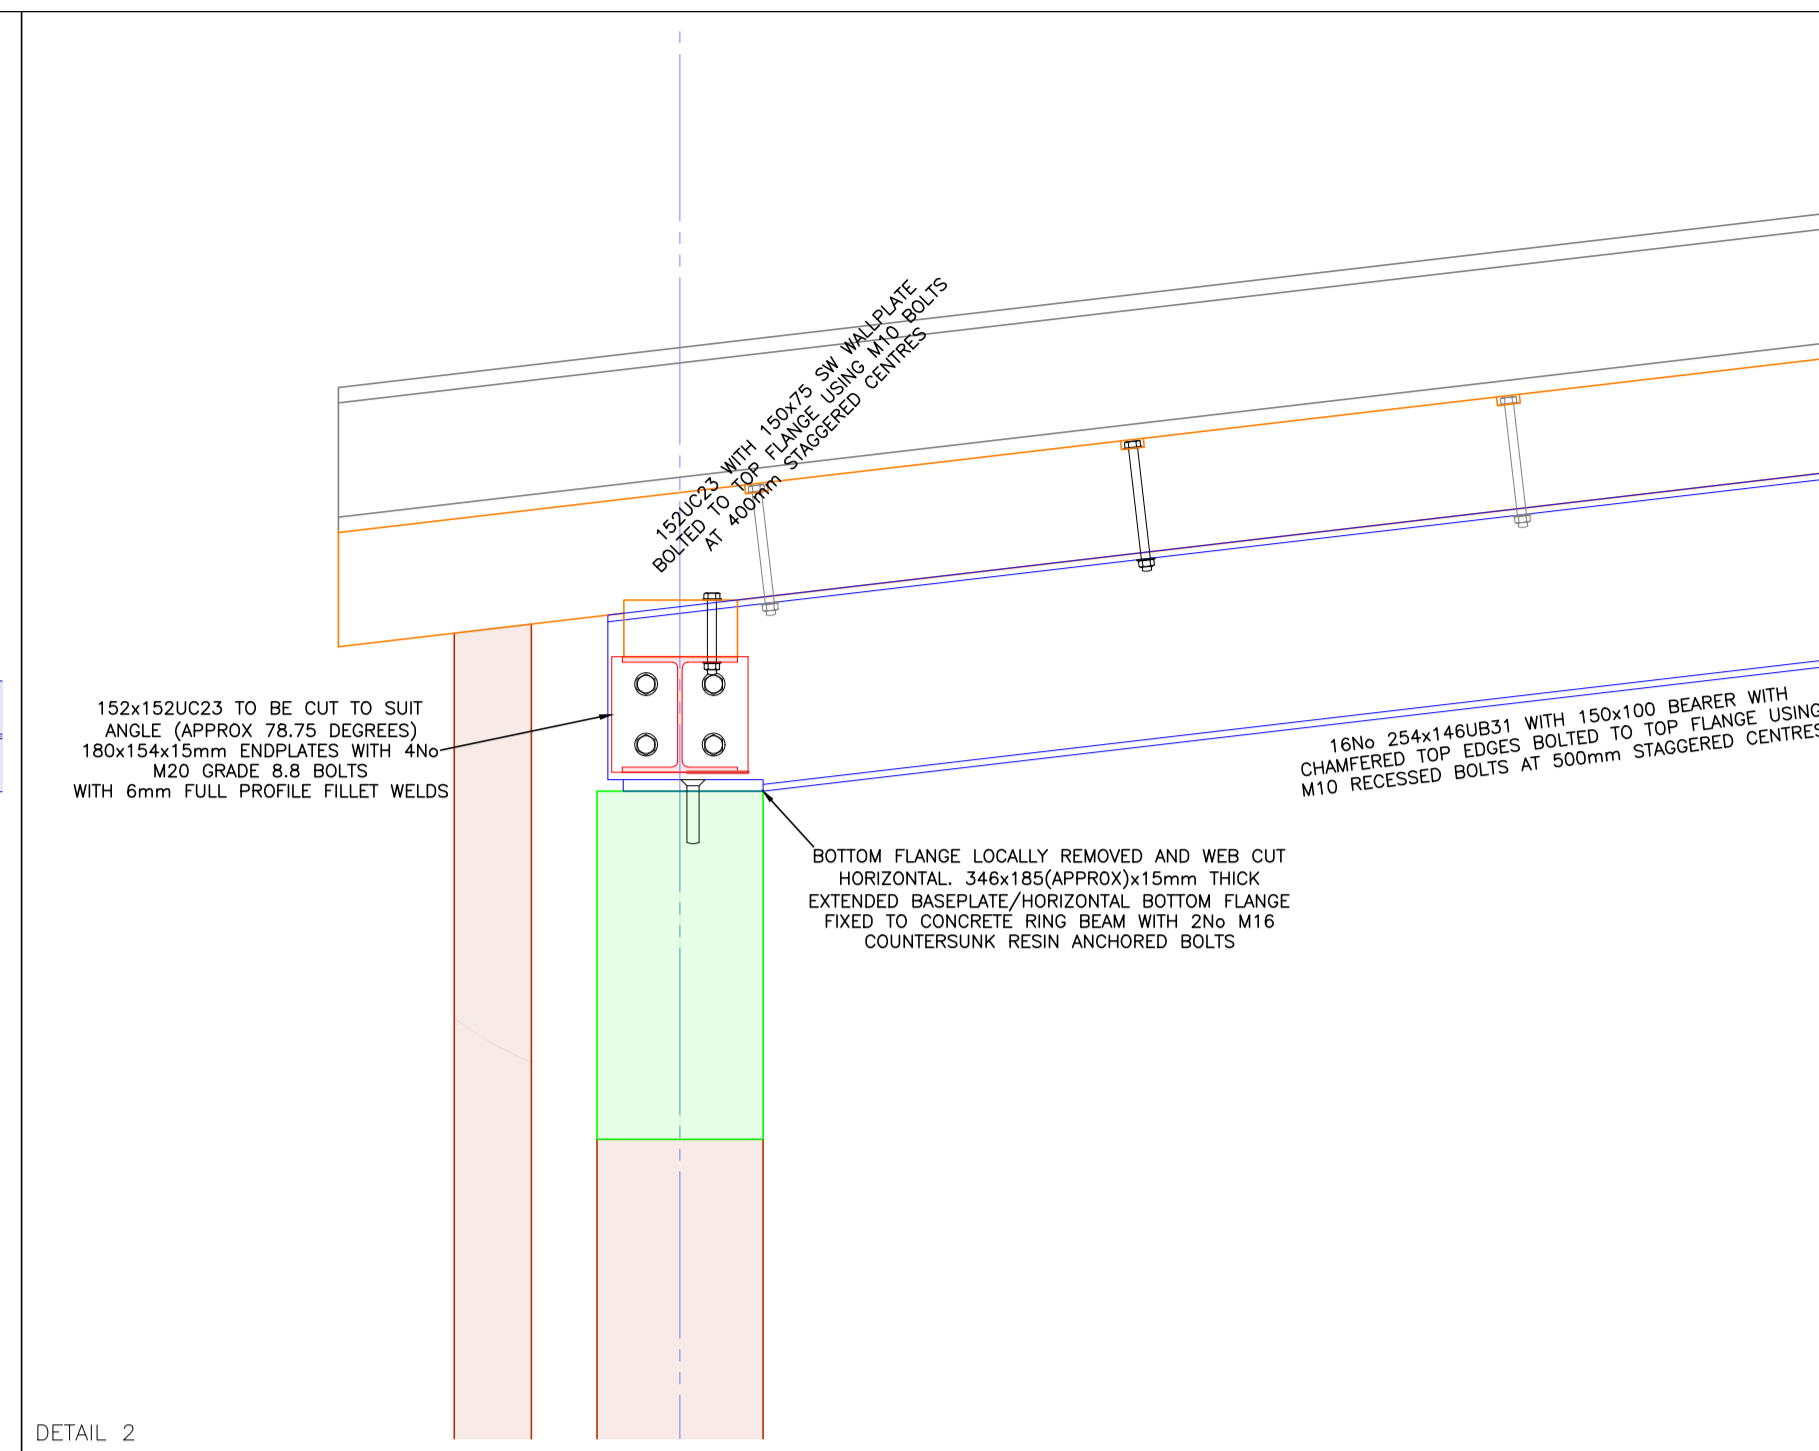 152UC23 WITH 150x75 SW WALLPLATE
BOLTED TO TOP FLANGE USING M10 BOLTS
AT 400mm STAGGERED CENTRES
152x152UC23 TO BE CUT TO SUIT
ANGLE (APPROX 78.75 DEGREES)
180x154x15mm ENDPLATES WITH 4No
M20 GRADE 8.8 BOLTS
WITH 6mm FULL PROFILE FILLET WELDS
16No 254x146UB31 WITH 150x100 BEARER WITH
CHAMFERED TOP EDGES BOLTED TO TOP FLANGE USING
M10 RECESSED BOLTS AT 500mm STAGGERED CENTRES
BOTTOM FLANGE LOCALLY REMOVED AND WEB CUT
HORIZONTAL. 346x185(APPROX)x15mm THICK
EXTENDED BASEPLATE/HORIZONTAL BOTTOM FLANGE
FIXED TO CONCRETE RING BEAM WITH 2No M16
COUNTERSUNK RESIN ANCHORED BOLTS
DETAIL 2